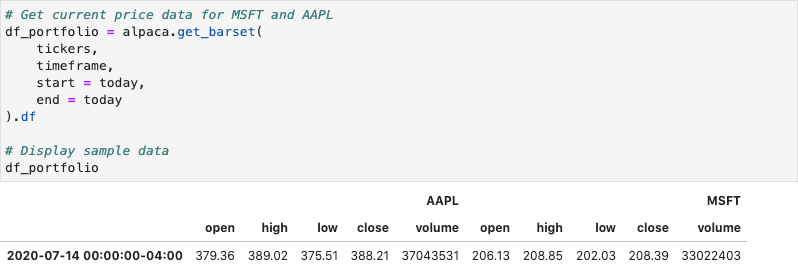 # Get current price data for MSFT and AAPL
df_portfolio = alpaca.get_barset(
    tickers,
    timeframe,
    start = today,
    end = today
).df
# Display sample data
df_portfolio
AAPL MSFT
open high low close volume open high low close volume
2020-07-14 00:00:00-04:00 379.36 389.02 375.51 388.21 37043531 206.13 208.85 202.03 208.39 33022403